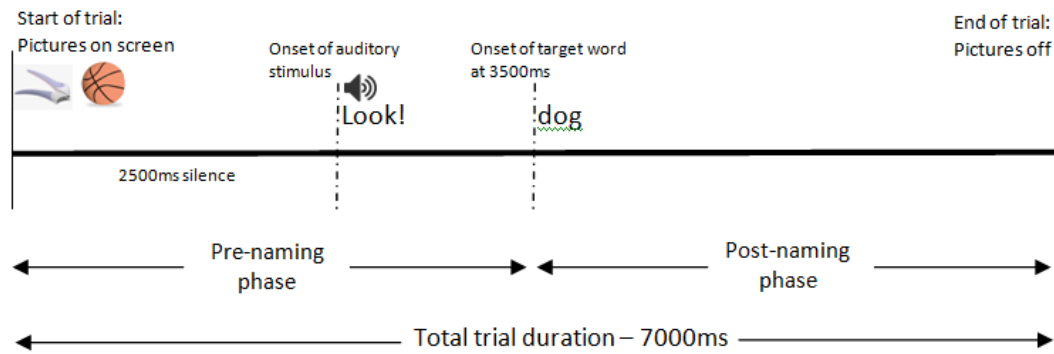 Start of trial:
Pictures on screen
End of trial:
Pictures off
Onset of auditory
stimulus
Onset of target word
at 3500ms
Look!
dog
2500ms silence
Pre-naming
phase
Post-naming
phase
Total trial duration – 7000ms